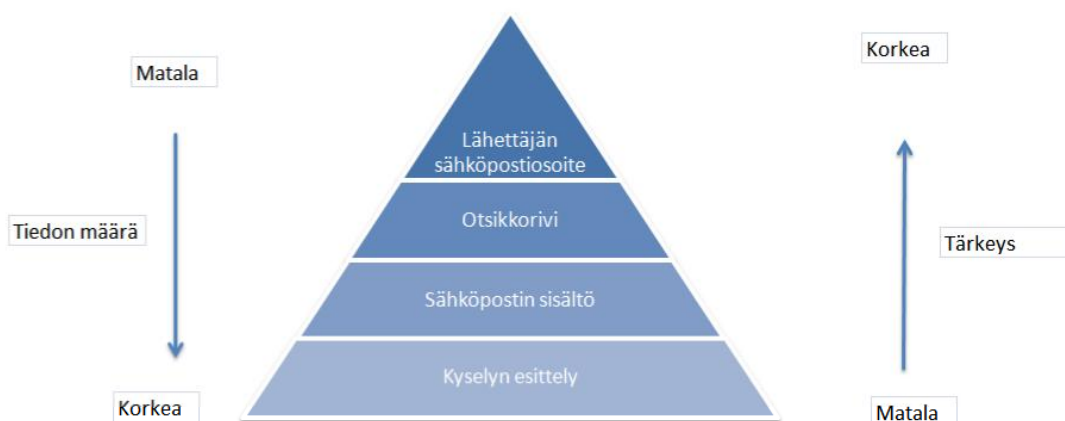 Korkea
Matala
Lähettäjän
sähköpostiosoite
Otsikkorivi
Tiedon määrä
Tärkeys
Sähköpostin sisältö
Kyselyn esittely
Korkea
Matala